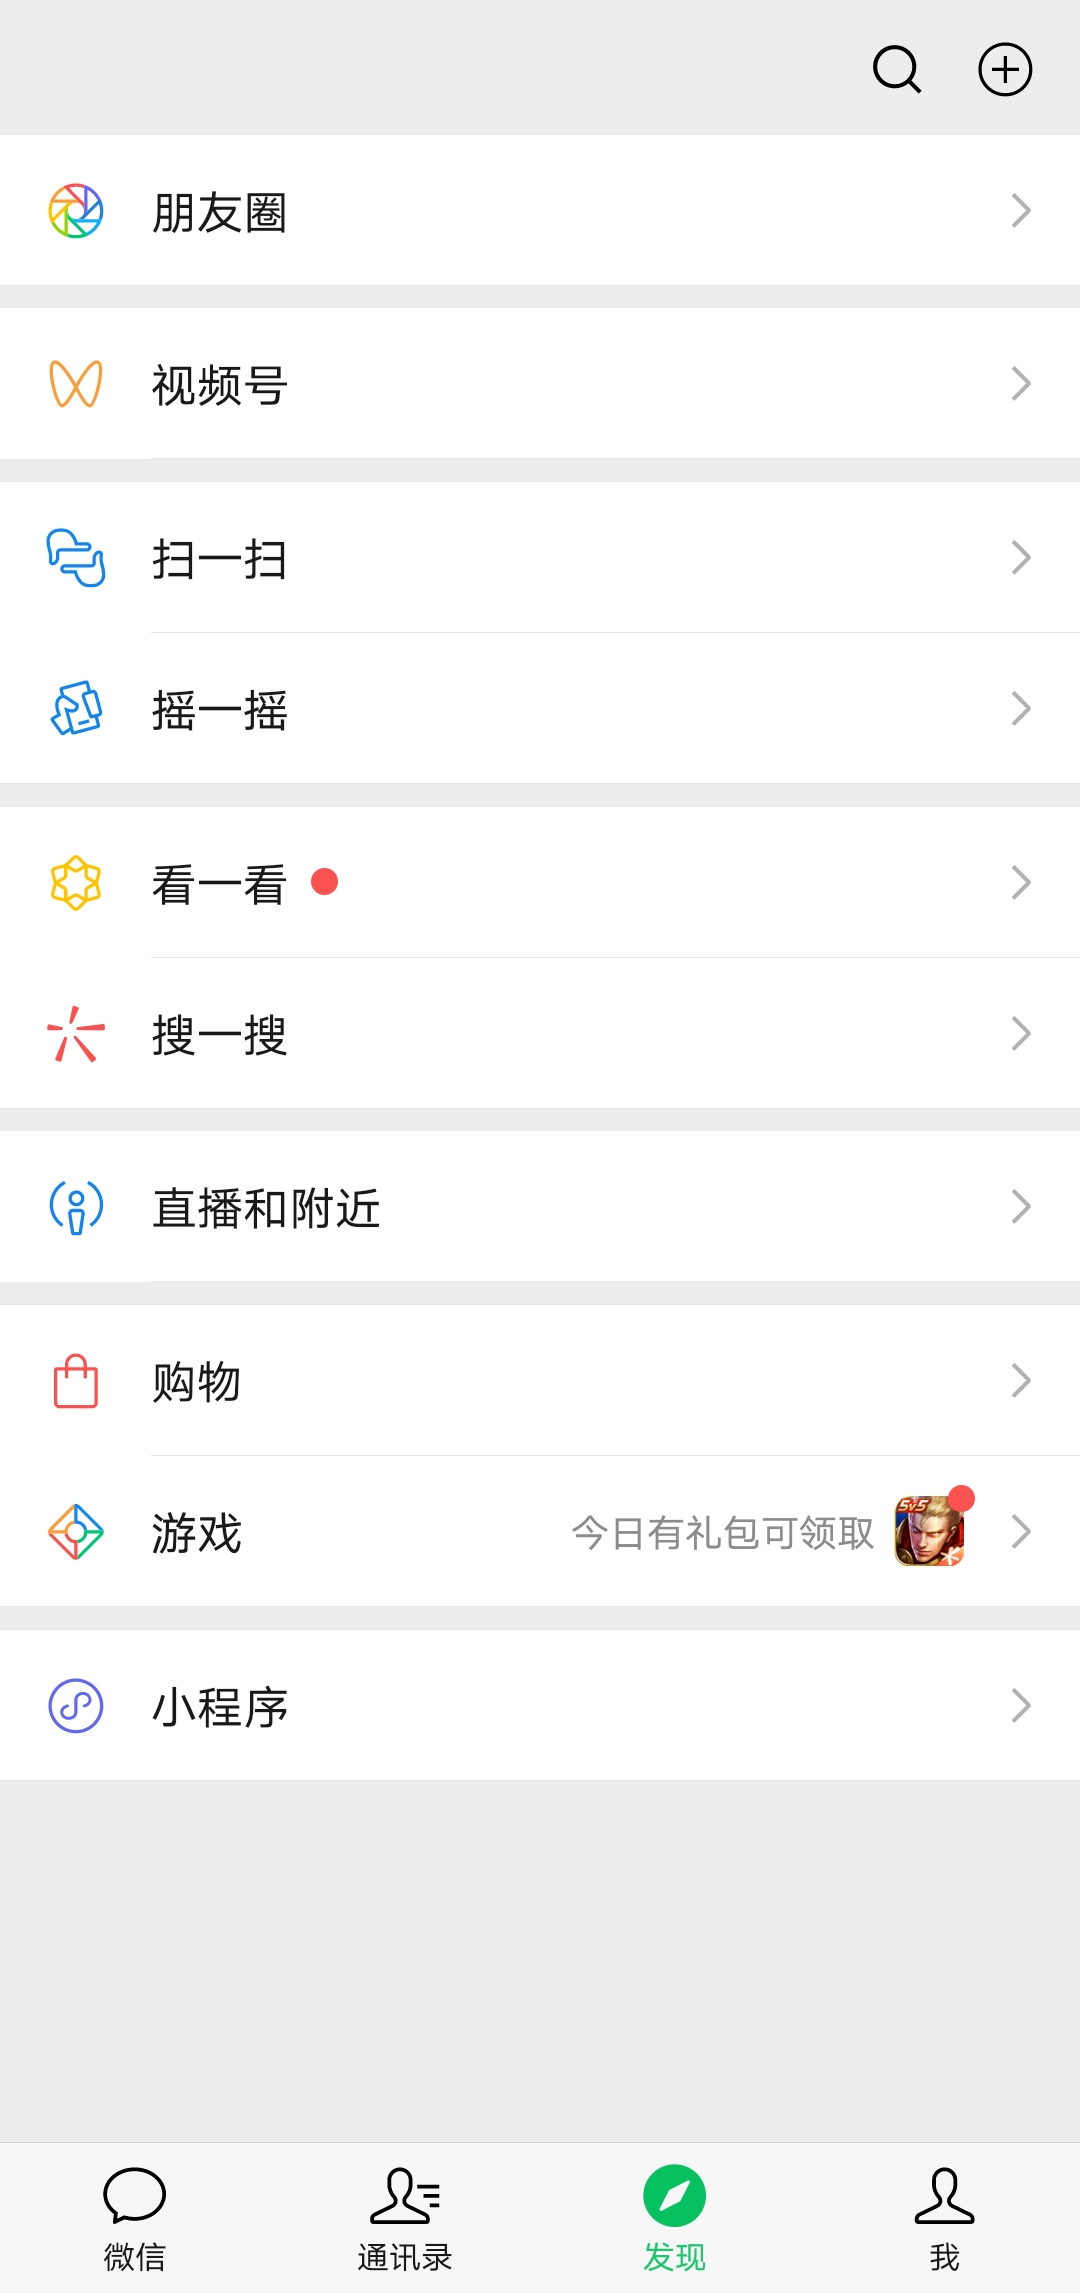 朋友圈
视频号
扫一扫
摇一摇
看一看
搜一搜
直播和附近
购物
游戏 今日有礼包可领取 5v5
小程序
微信 通讯录 发现 我